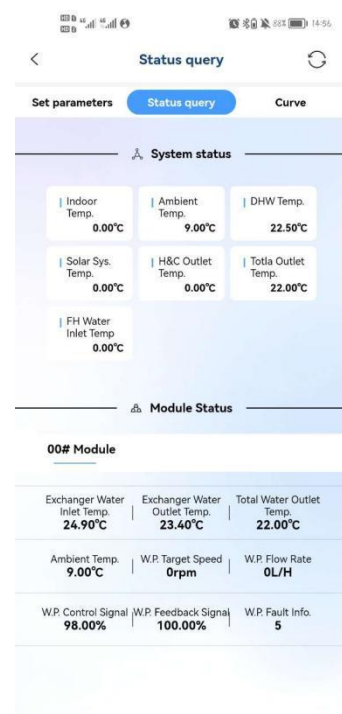 88% 14:56
Status query
Set parameters Status query Curve
System status
Indoor Temp.
0.00℃
Ambient Temp.
9.00℃
DHW Temp.
22.50℃
Solar Sys. Temp.
0.00℃
H&C Outlet Temp.
0.00℃
Totla Outlet Temp.
22.00℃
FH Water Inlet Temp
0.00℃
Module Status
00# Module
Exchanger Water Inlet Temp.
24.90℃
Exchanger Water Outlet Temp.
23.40℃
Total Water Outlet Temp.
22.00℃
Ambient Temp.
9.00℃
W.P. Target Speed
0rpm
W.P. Flow Rate
0L/H
W.P. Control Signal
98.00%
W.P. Feedback Signal
100.00%
W.P. Fault Info.
5